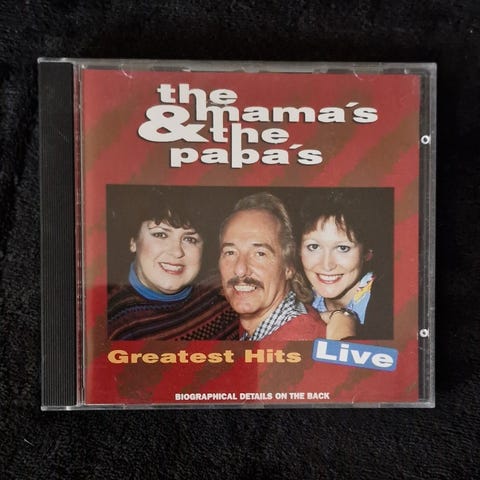 the
mama's
& the
papa's
Greatest Hits Live
BIOGRAPHICAL DETAILS ON THE BACK